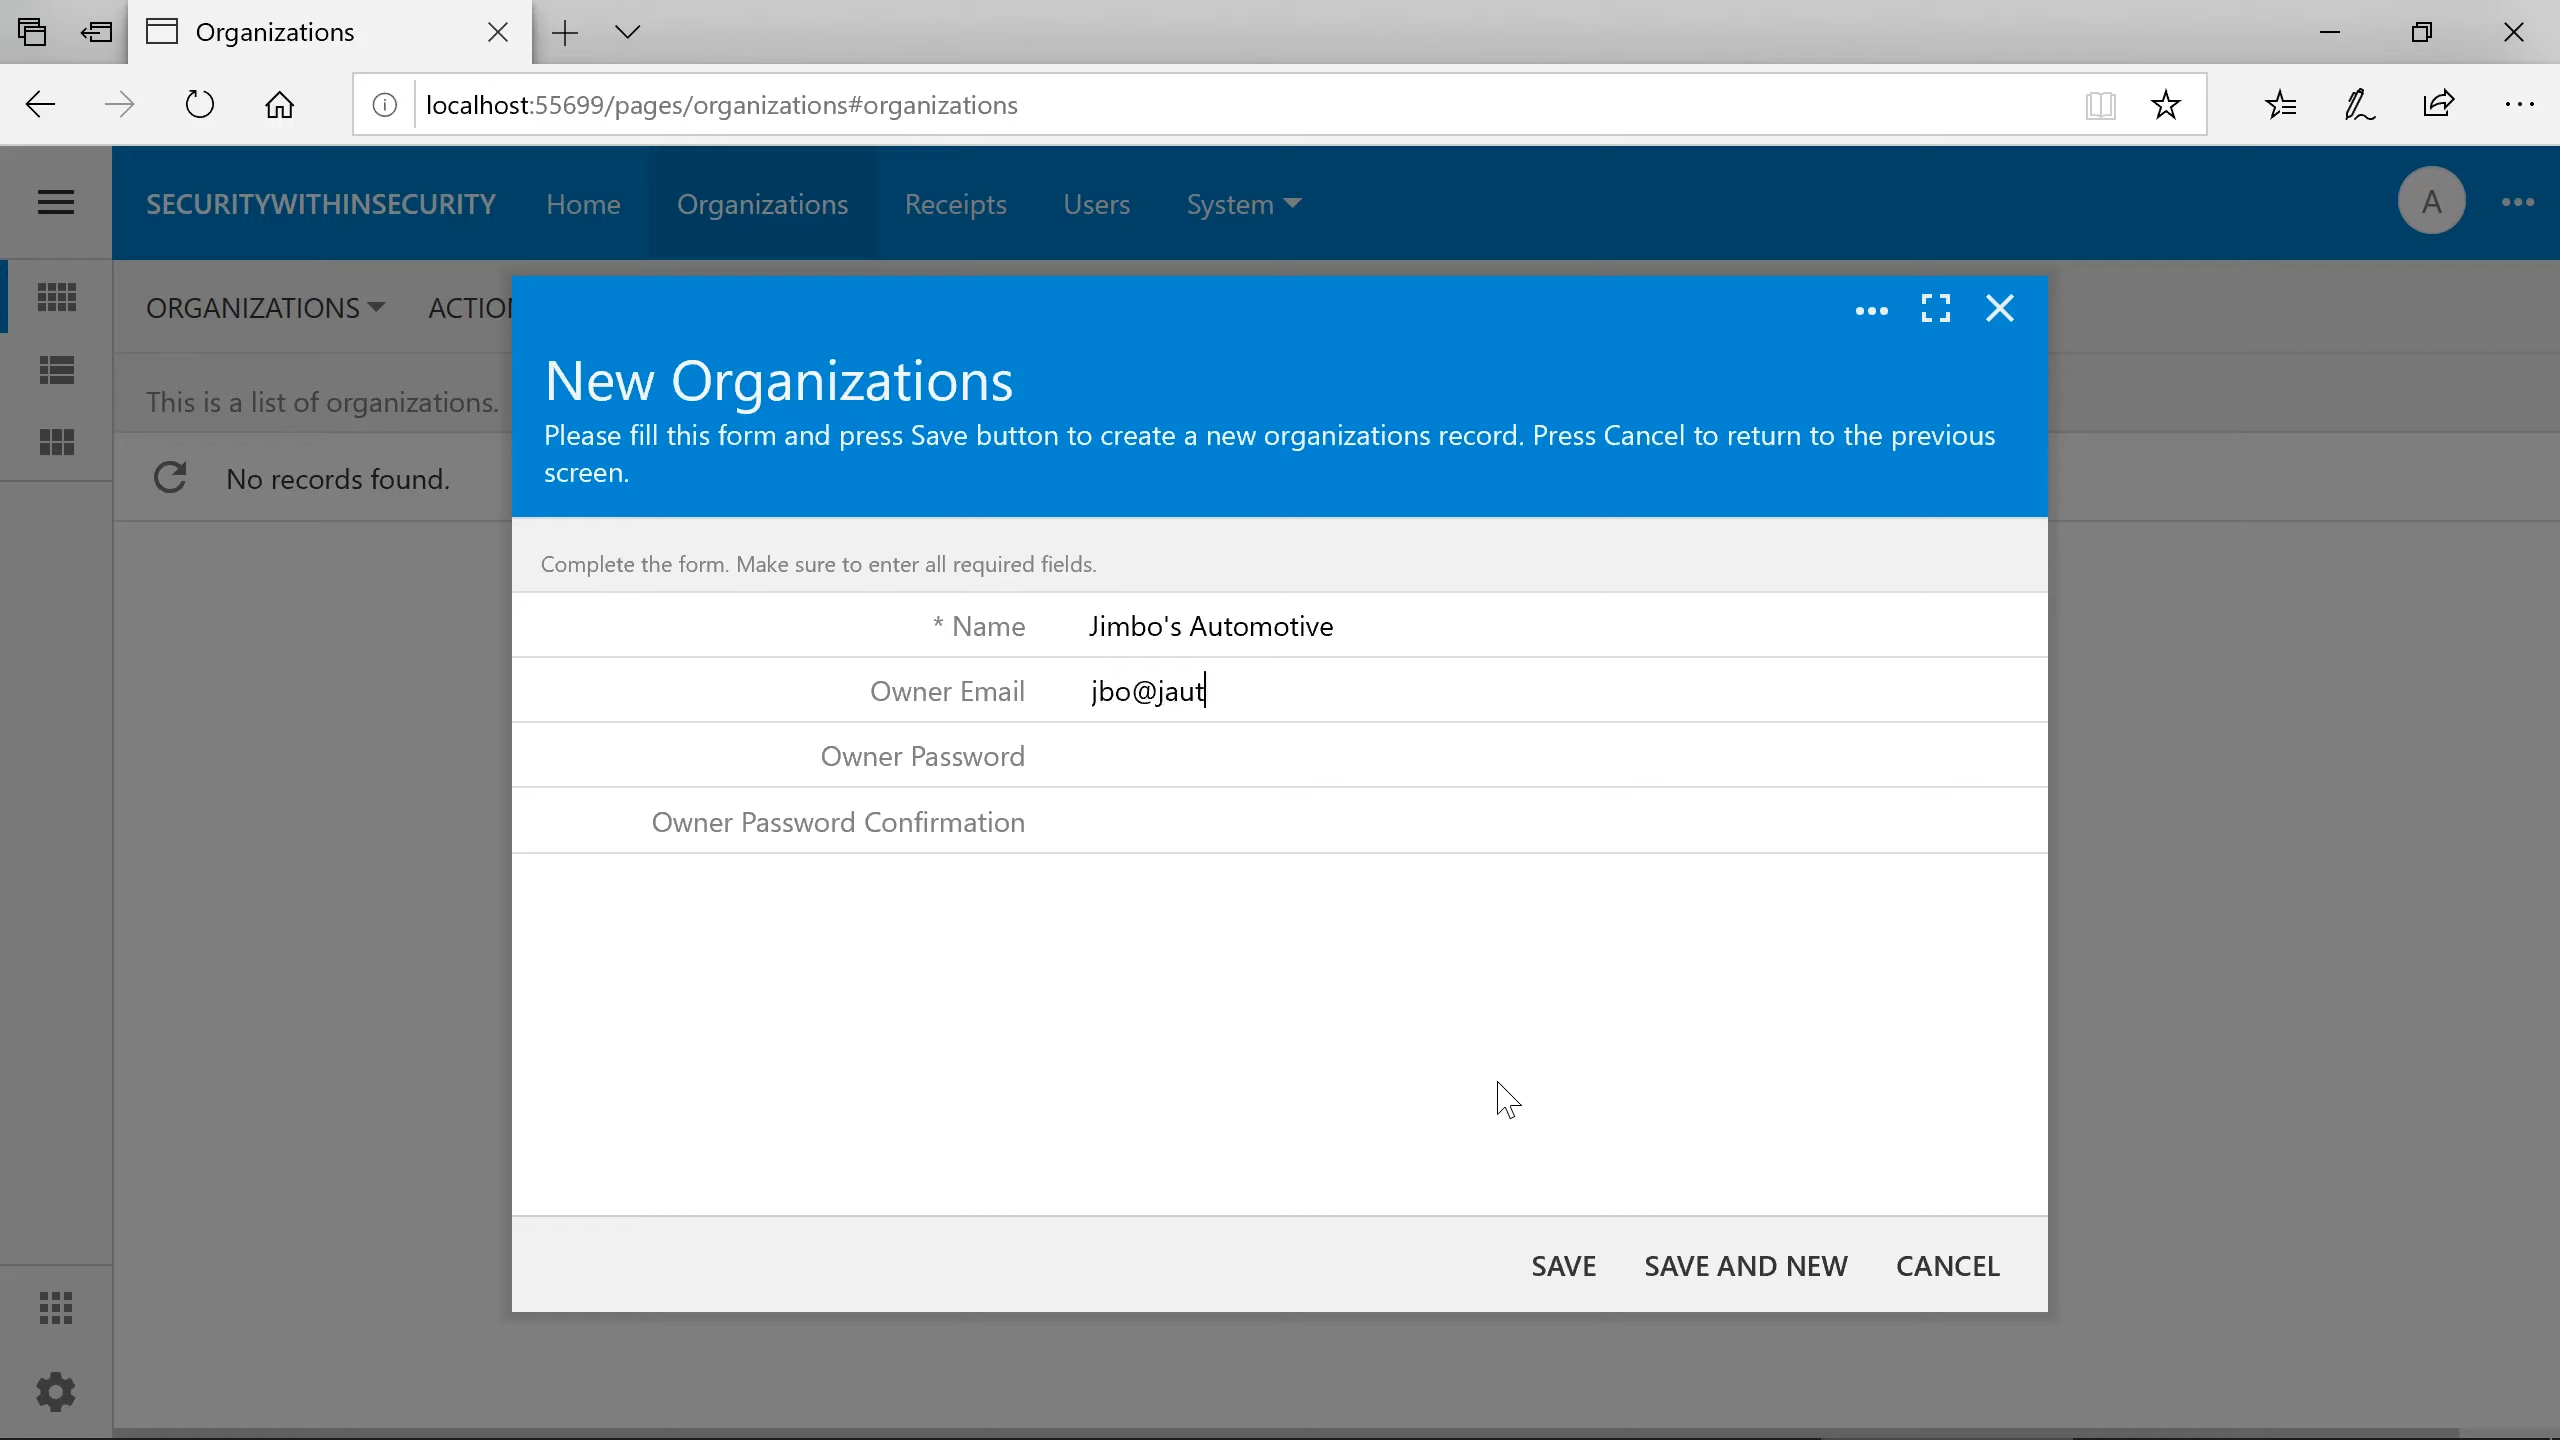 Organizations
localhost:55699/pages/organizations#organizations
SECURITYWITHINSECURITY Home Organizations Receipts Users System A
ORGANIZATIONS ACTIO
This is a list of organizations.
No records found.
New Organizations
Please fill this form and press Save button to create a new organizations record. Press Cancel to return to the previous
screen.
Complete the form. Make sure to enter all required fields.
* Name Jimbo's Automotive
Owner Email jbo@jaut
Owner Password
Owner Password Confirmation
SAVE SAVE AND NEW CANCEL